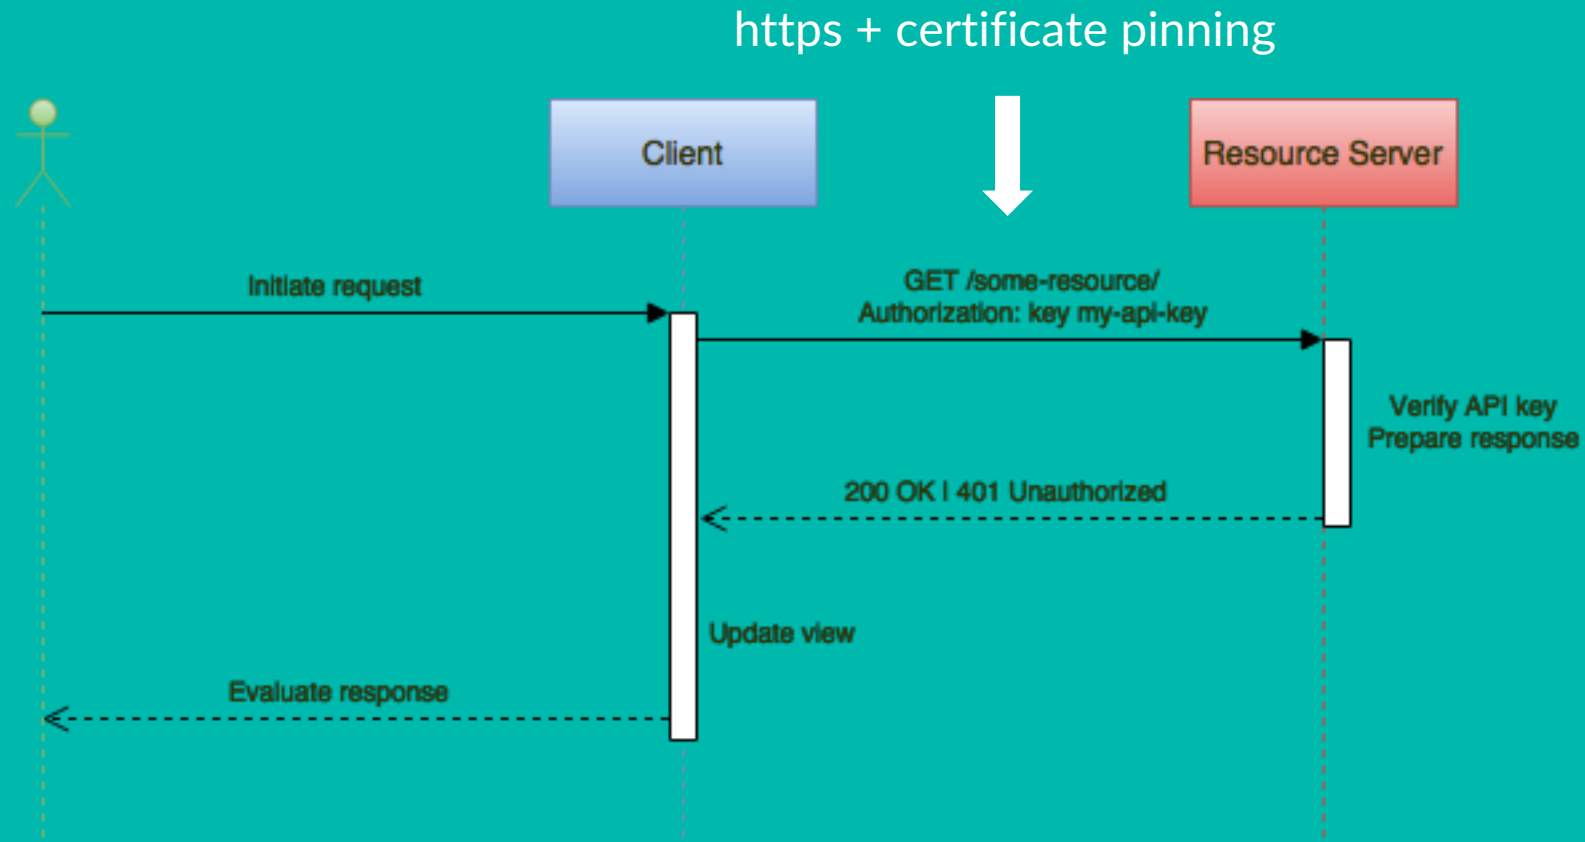 https + certificate pinning
Client
Resource Server
Initiate request
GET /some-resource/
Authorization: key my-api-key
Verify API key
Prepare response
200 OK | 401 Unauthorized
Update view
Evaluate response